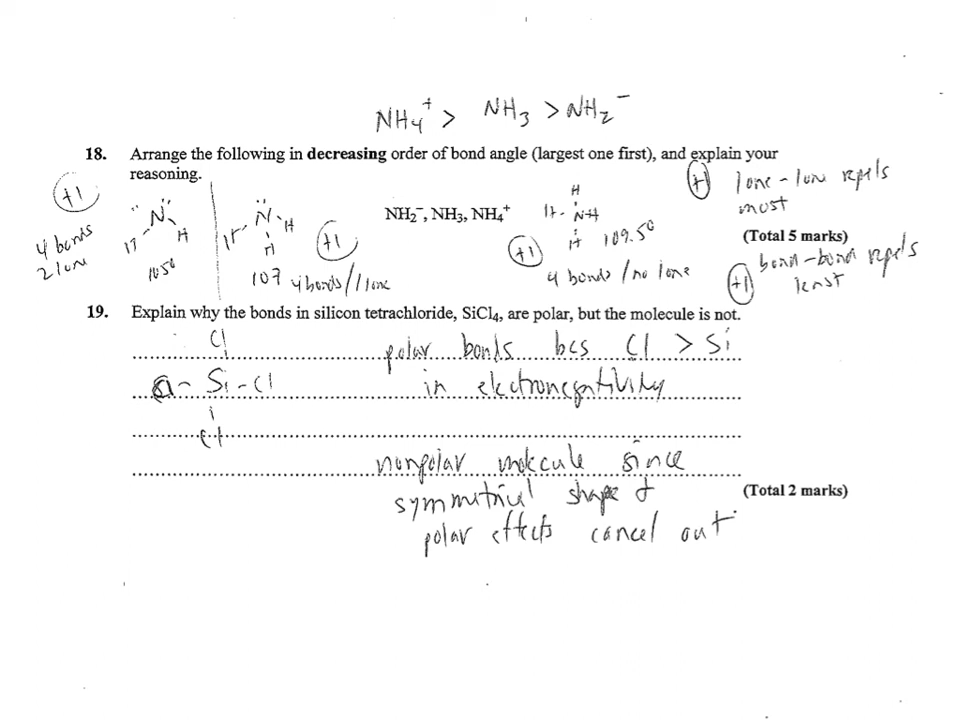 NH4+ > NH3 > NH2−
18. Arrange the following in decreasing order of bond angle (largest one first), and explain your
reasoning.
+1 lone-lone repels
most
NH2−, NH3, NH4+
(Total 5 marks)
+1 bond-bond repels
least
+1
4 bonds
2 lone
N
H
105°
N H
H
107 4 bonds/1 lone
+1
H
H-N-H
H 109.5°
+1
4 bonds/no lone
19. Explain why the bonds in silicon tetrachloride, SiCl4, are polar, but the molecule is not.
Cl
Cl - Si - Cl
Cl
polar bonds bcs Cl > Si
in electronegativity
nonpolar molecule since
symmetrical shape &
polar effects cancel out
(Total 2 marks)